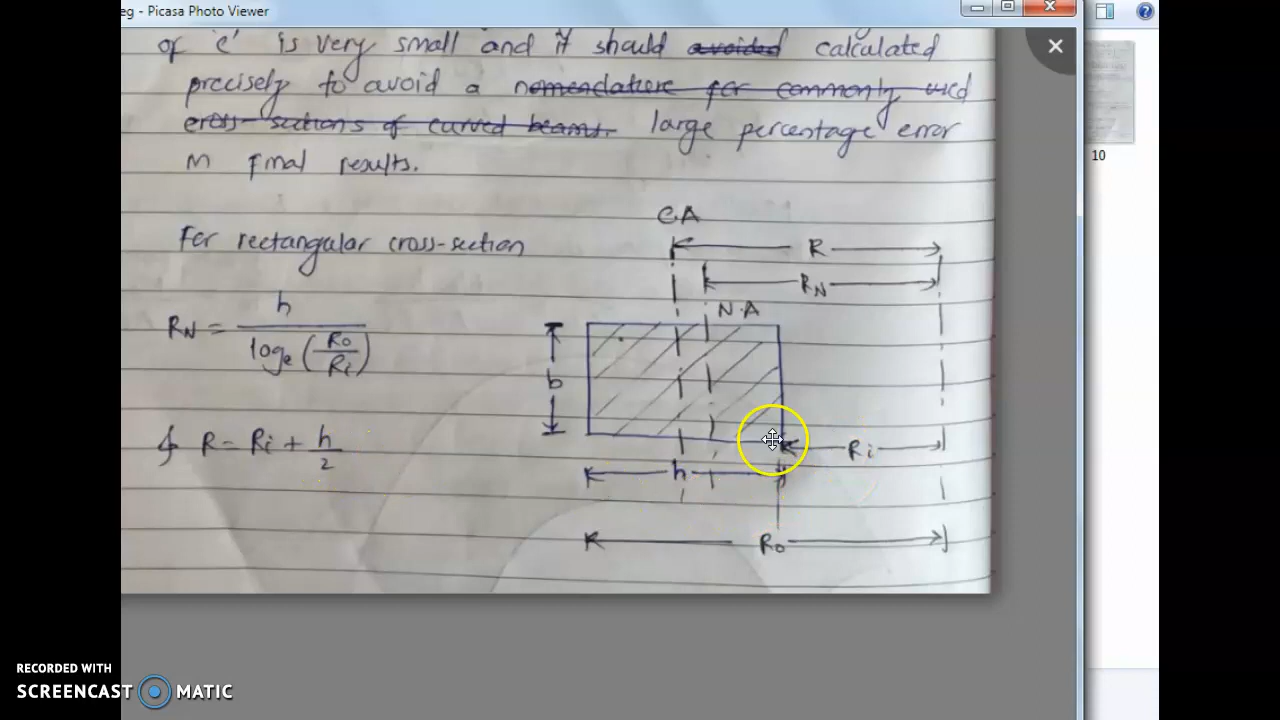 eg - Picasa Photo Viewer
of 'e' is very small and it should avoided calculated
precisely to avoid a nomenclature for commonly used
cross-sections of curved beams. large percentage error
in final results.
10
C.A
For rectangular cross-section
R
RN
N.A
h
RN =
loge (Ro/Ri)
b
& R = Ri + h/2
Ri
h
Ro
RECORDED WITH
SCREENCAST MATIC